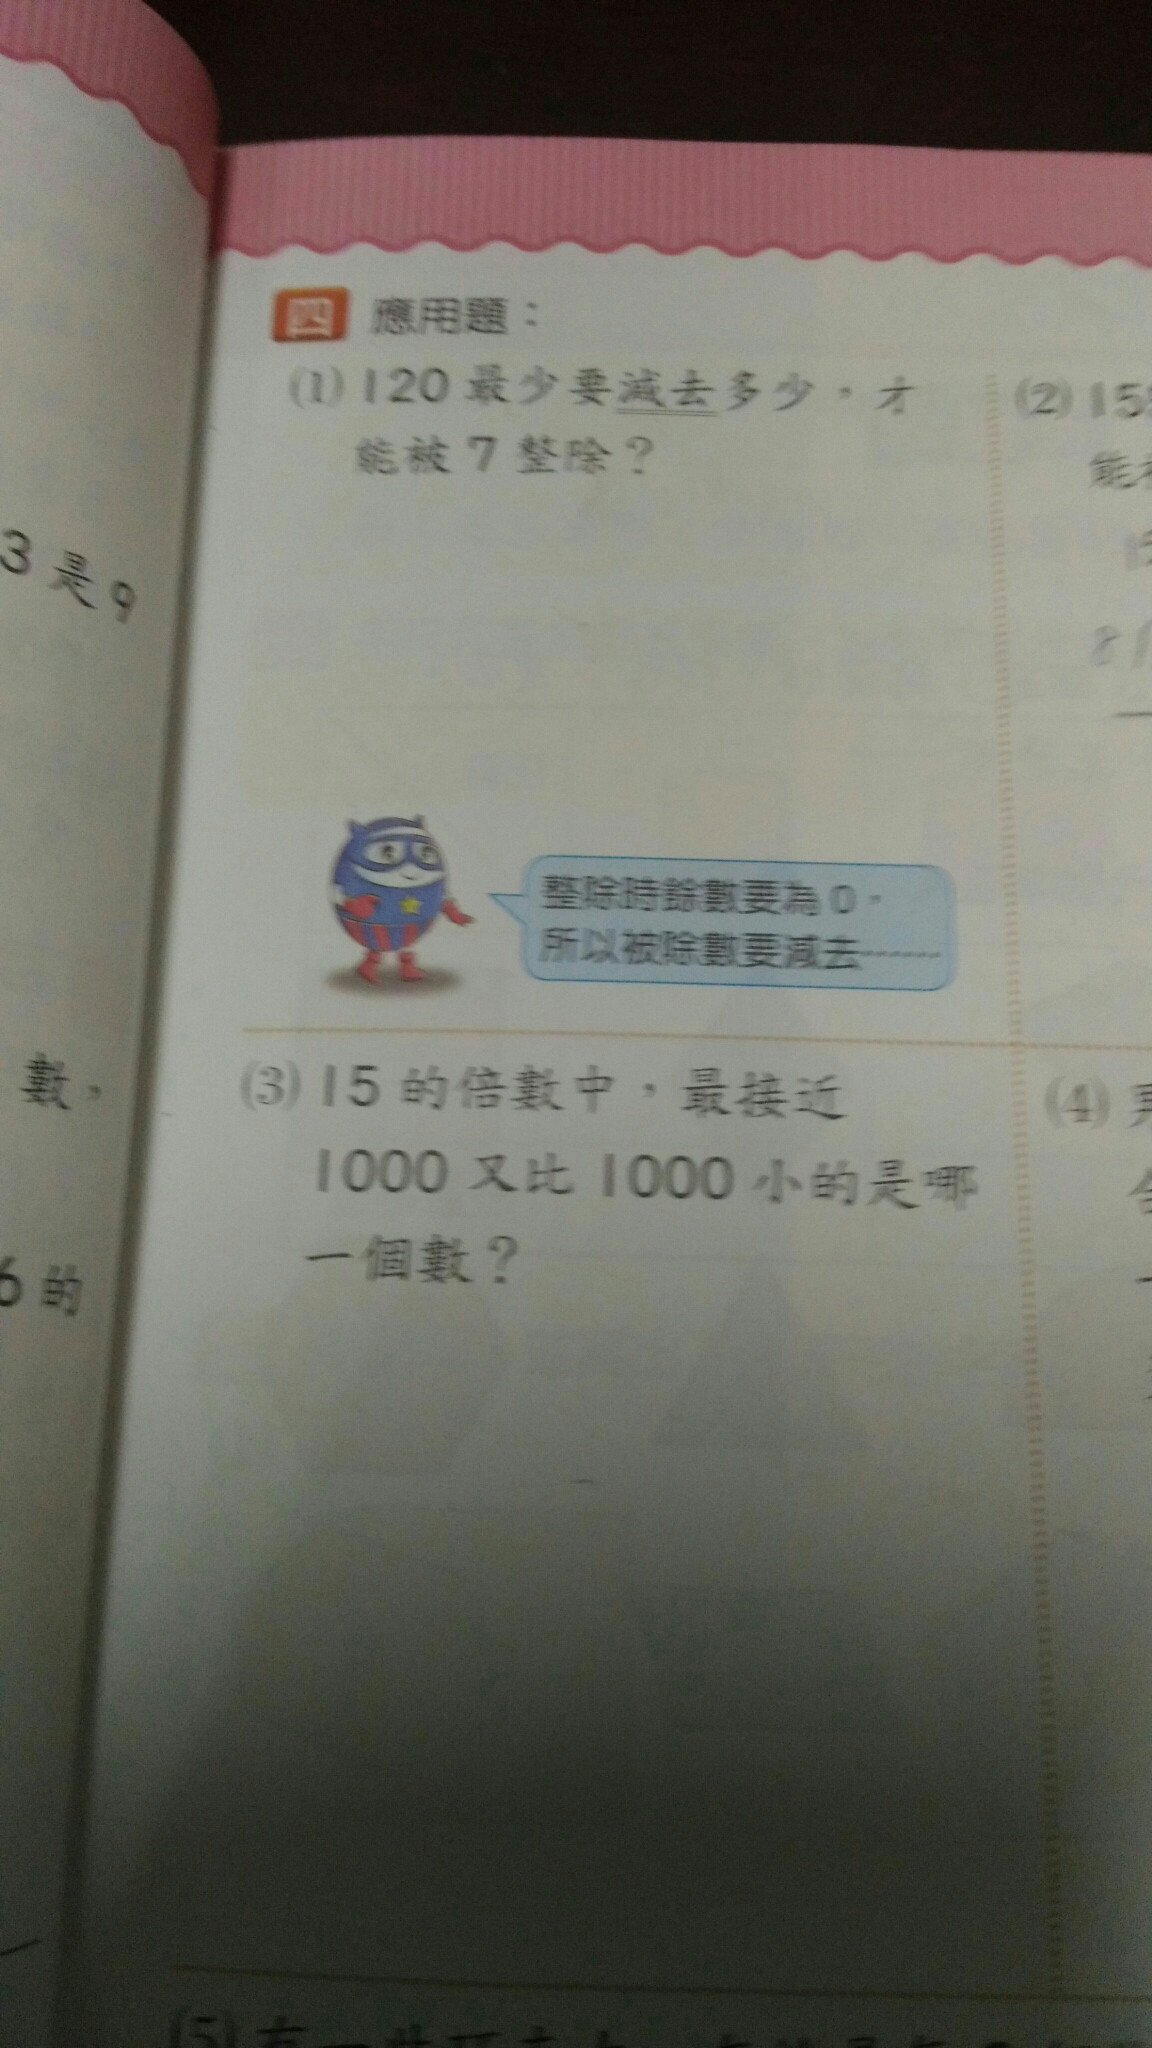 四 應用題：
(1) 120 最少要減去多少，才
能被 7 整除？
整除時餘數要為 0，
所以被除數要減去……
(2) 15
能
(3) 15 的倍數中，最接近
1000 又比 1000 小的是哪
一個數？
(4)
(5)
3 是 9
數，
6 的